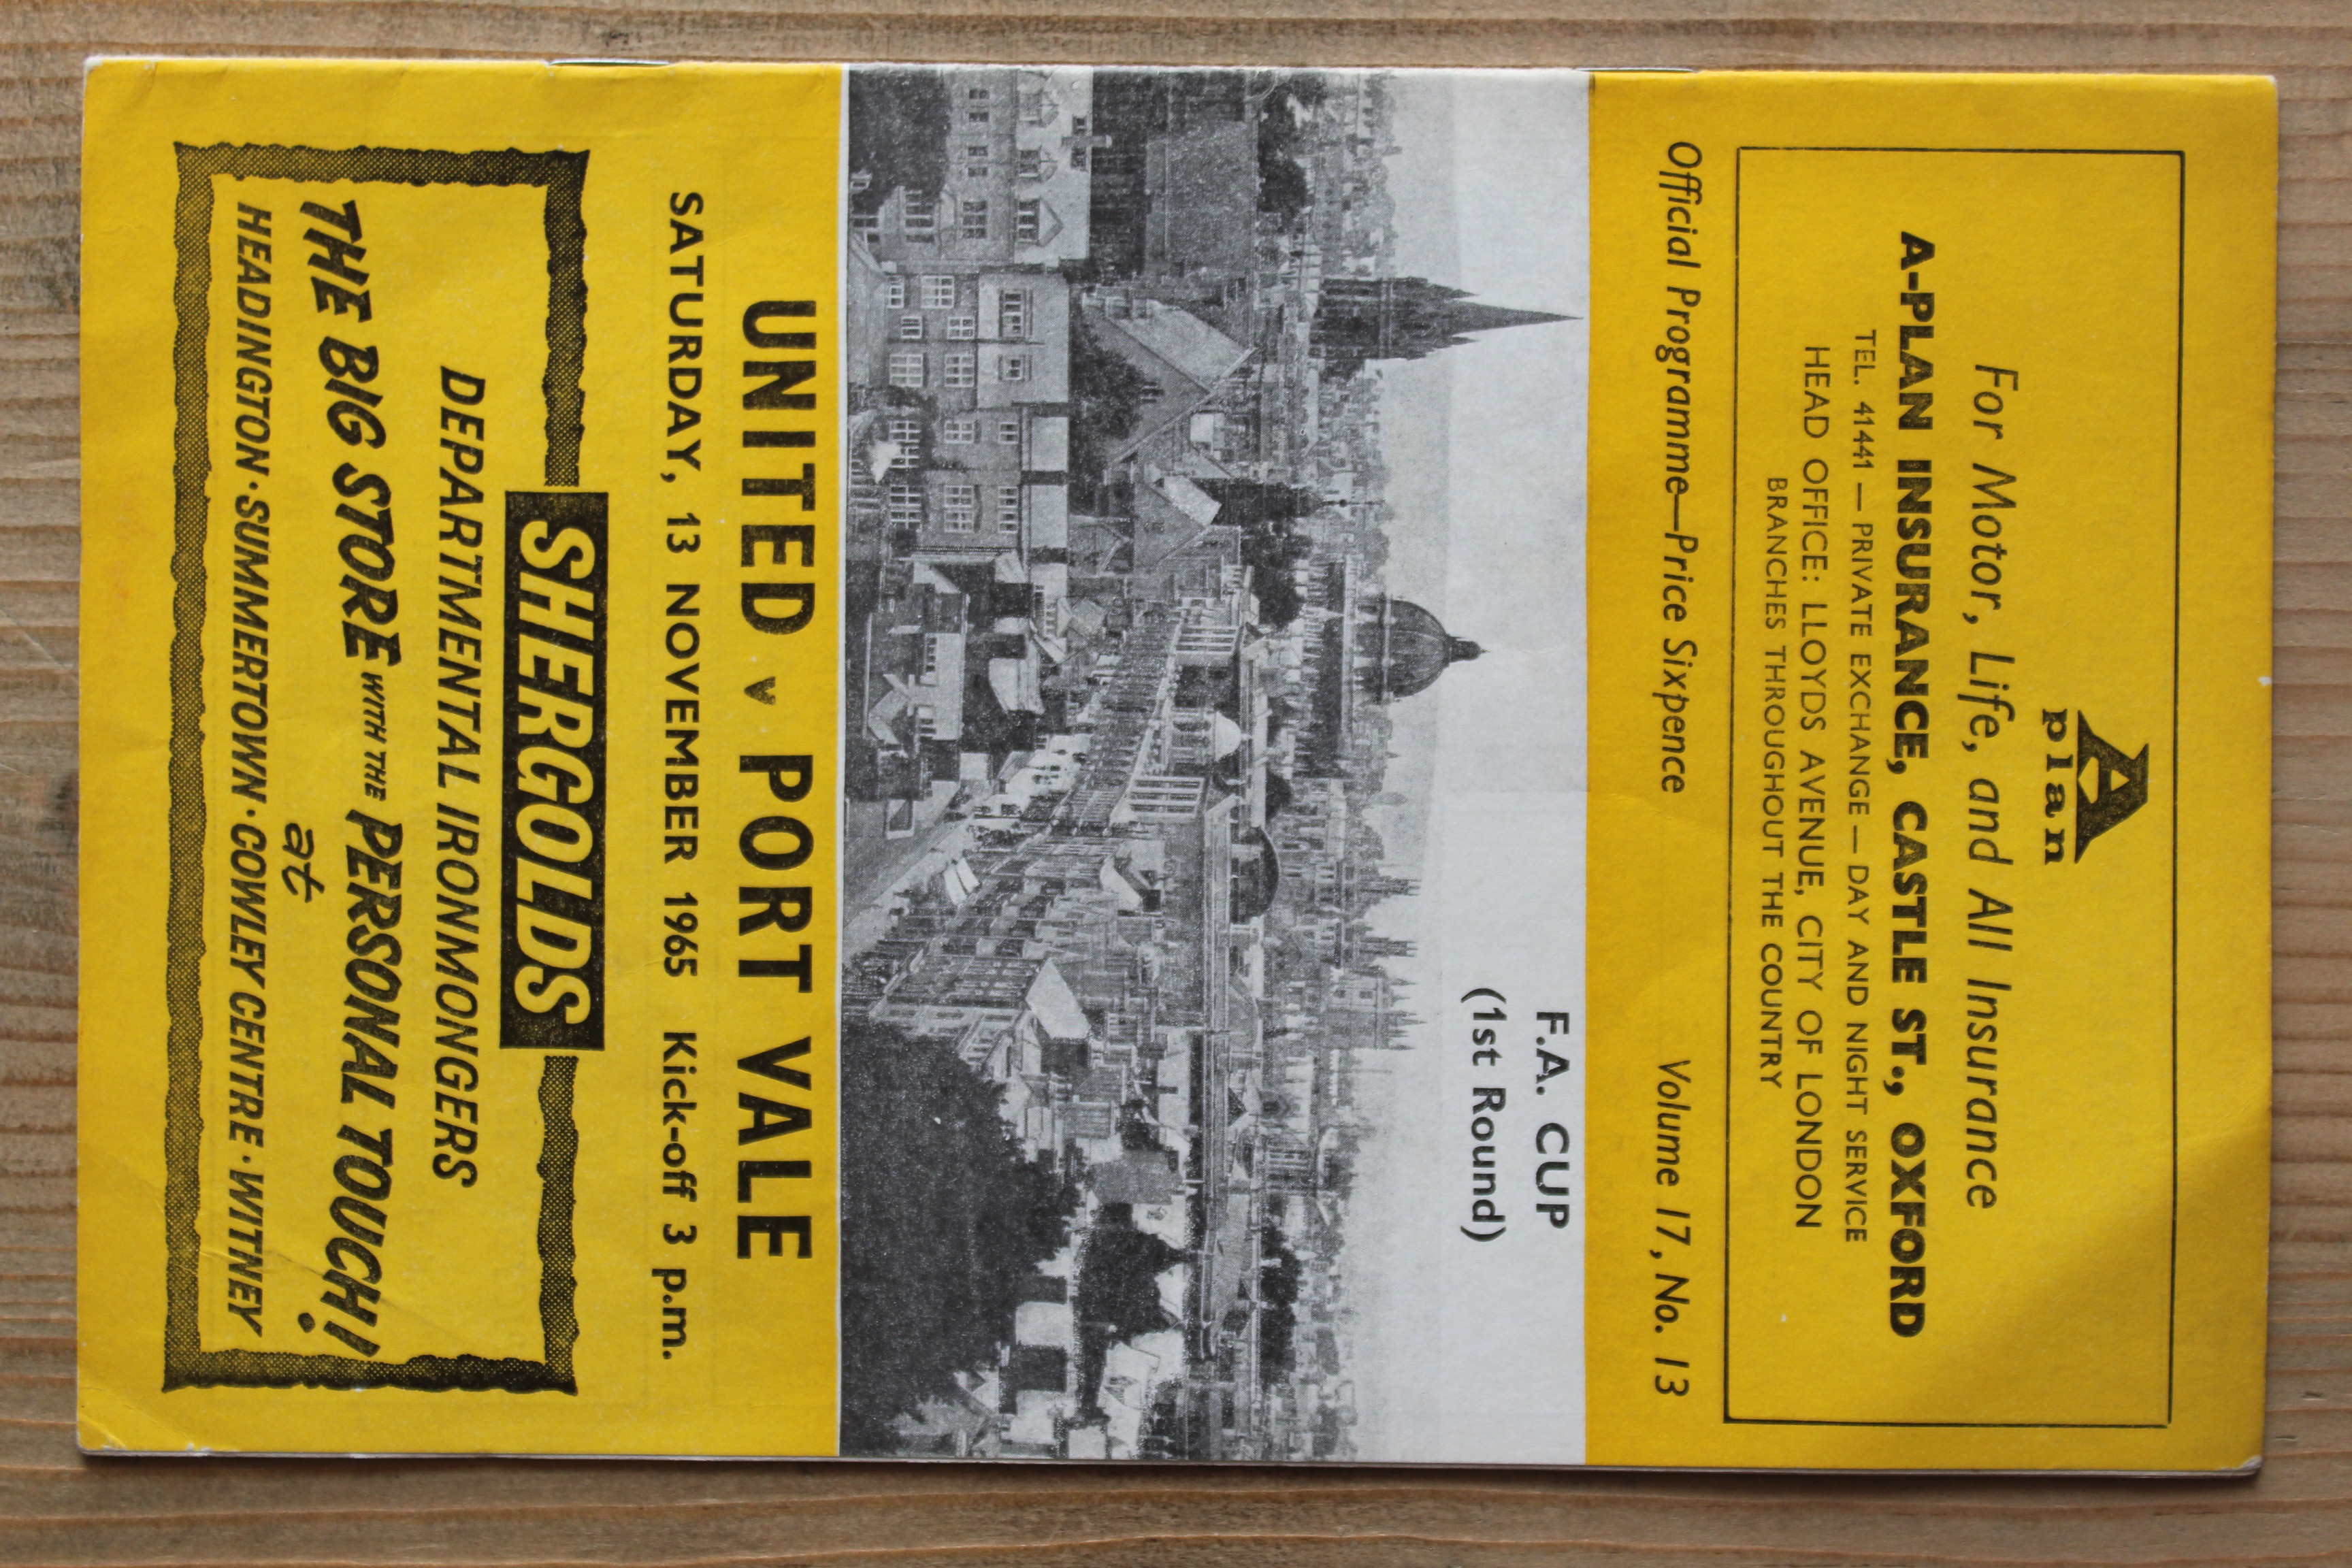 A
plan
For Motor, Life, and All Insurance
A-PLAN INSURANCE, CASTLE ST., OXFORD
TEL. 41441 — PRIVATE EXCHANGE — DAY AND NIGHT SERVICE
HEAD OFFICE: LLOYDS AVENUE, CITY OF LONDON
BRANCHES THROUGHOUT THE COUNTRY
Official Programme—Price Sixpence Volume 17, No. 13
F.A. CUP
(1st Round)
UNITED v PORT VALE
SATURDAY, 13 NOVEMBER 1965 Kick-off 3 p.m.
SHERGOLDS
DEPARTMENTAL IRONMONGERS
THE BIG STORE WITH THE PERSONAL TOUCH!
at
HEADINGTON · SUMMERTOWN · COWLEY CENTRE · WITNEY